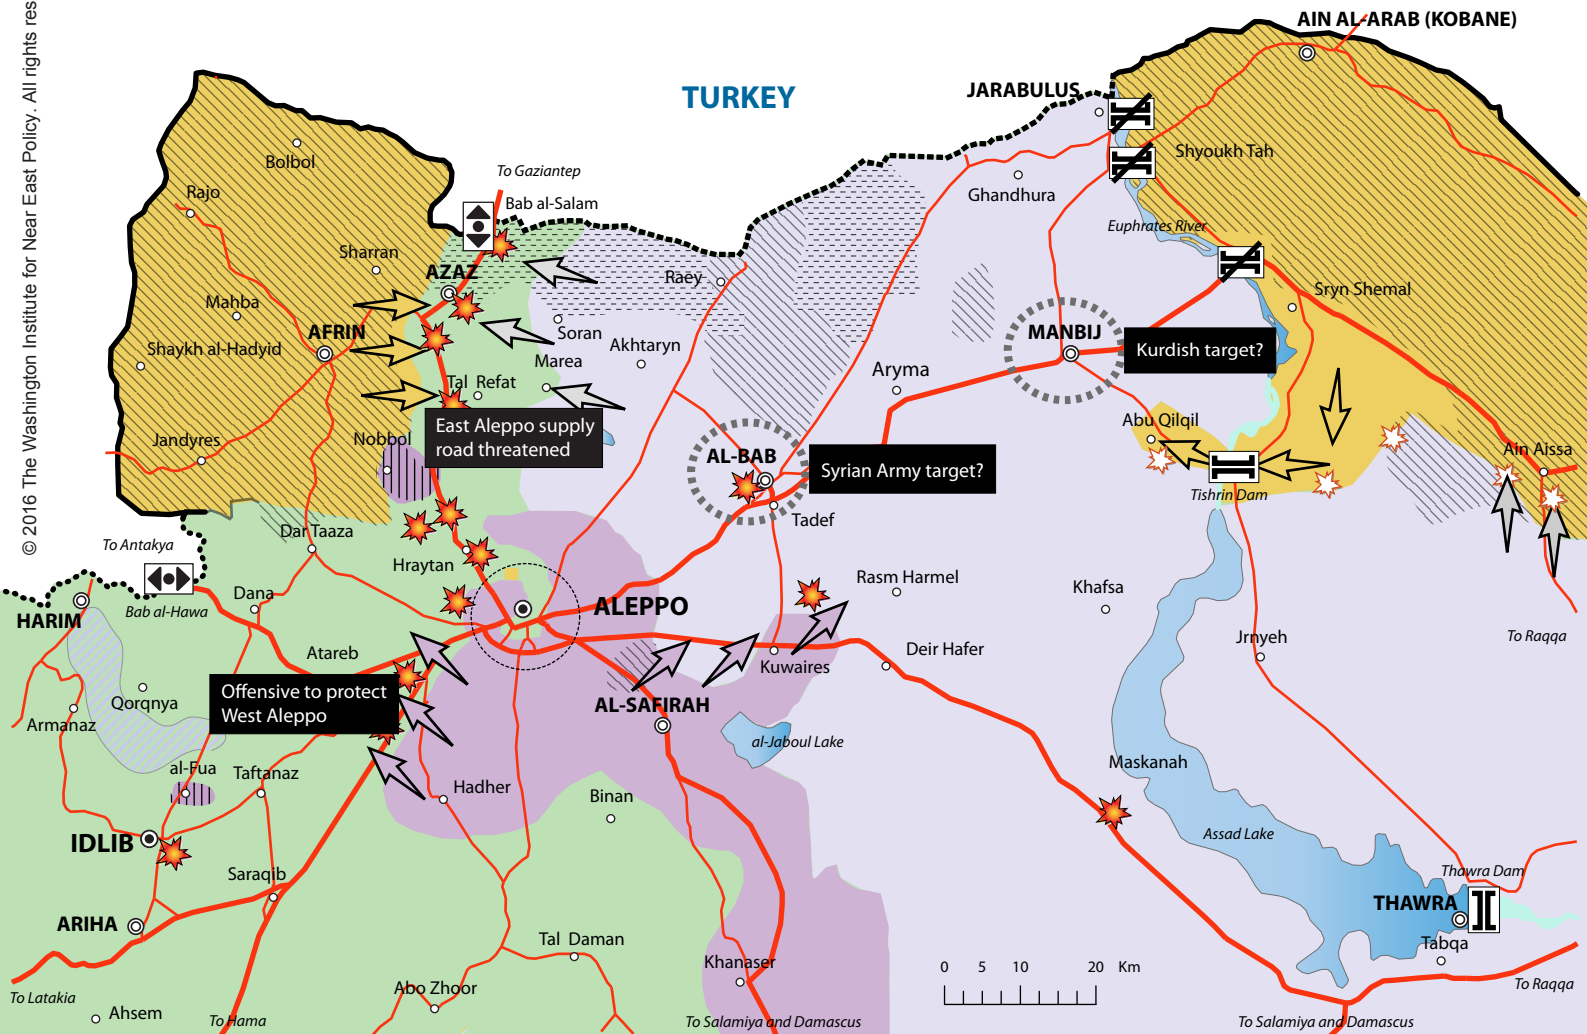 © 2016 The Washington Institute for Near East Policy. All rights res
AIN AL-ARAB (KOBANE)
TURKEY
JARABULUS
Bolbol
Shyoukh Tah
To Gaziantep
Rajo
Bab al-Salam
Ghandhura
Euphrates River
Sharran
AZAZ
Raey
Sryn Shemal
Mahba
AFRIN
Soran
MANBIJ
Shaykh al-Hadyid
Akhtaryn
Kurdish target?
Marea
Aryma
Tal Refat
Abu Qilqil
East Aleppo supply
road threatened
Jandyres
Nobbol
AL-BAB
Syrian Army target?
Ain Aissa
Tishrin Dam
Tadef
Dar Taaza
To Antakya
Hraytan
Rasm Harmel
Khafsa
Dana
Bab al-Hawa
ALEPPO
HARIM
Jrnyeh
To Raqqa
Atareb
Deir Hafer
Kuwaires
Offensive to protect
West Aleppo
Qorqnya
AL-SAFIRAH
Armanaz
al-Jaboul Lake
al-Fua
Taftanaz
Maskanah
Hadher
Binan
IDLIB
Assad Lake
Saraqib
Thawra Dam
THAWRA
ARIHA
Tal Daman
Tabqa
Khanaser
0 5 10 20 Km
To Latakia
Abo Zhoor
To Raqqa
Ahsem
To Hama
To Salamiya and Damascus
To Salamiya and Damascus